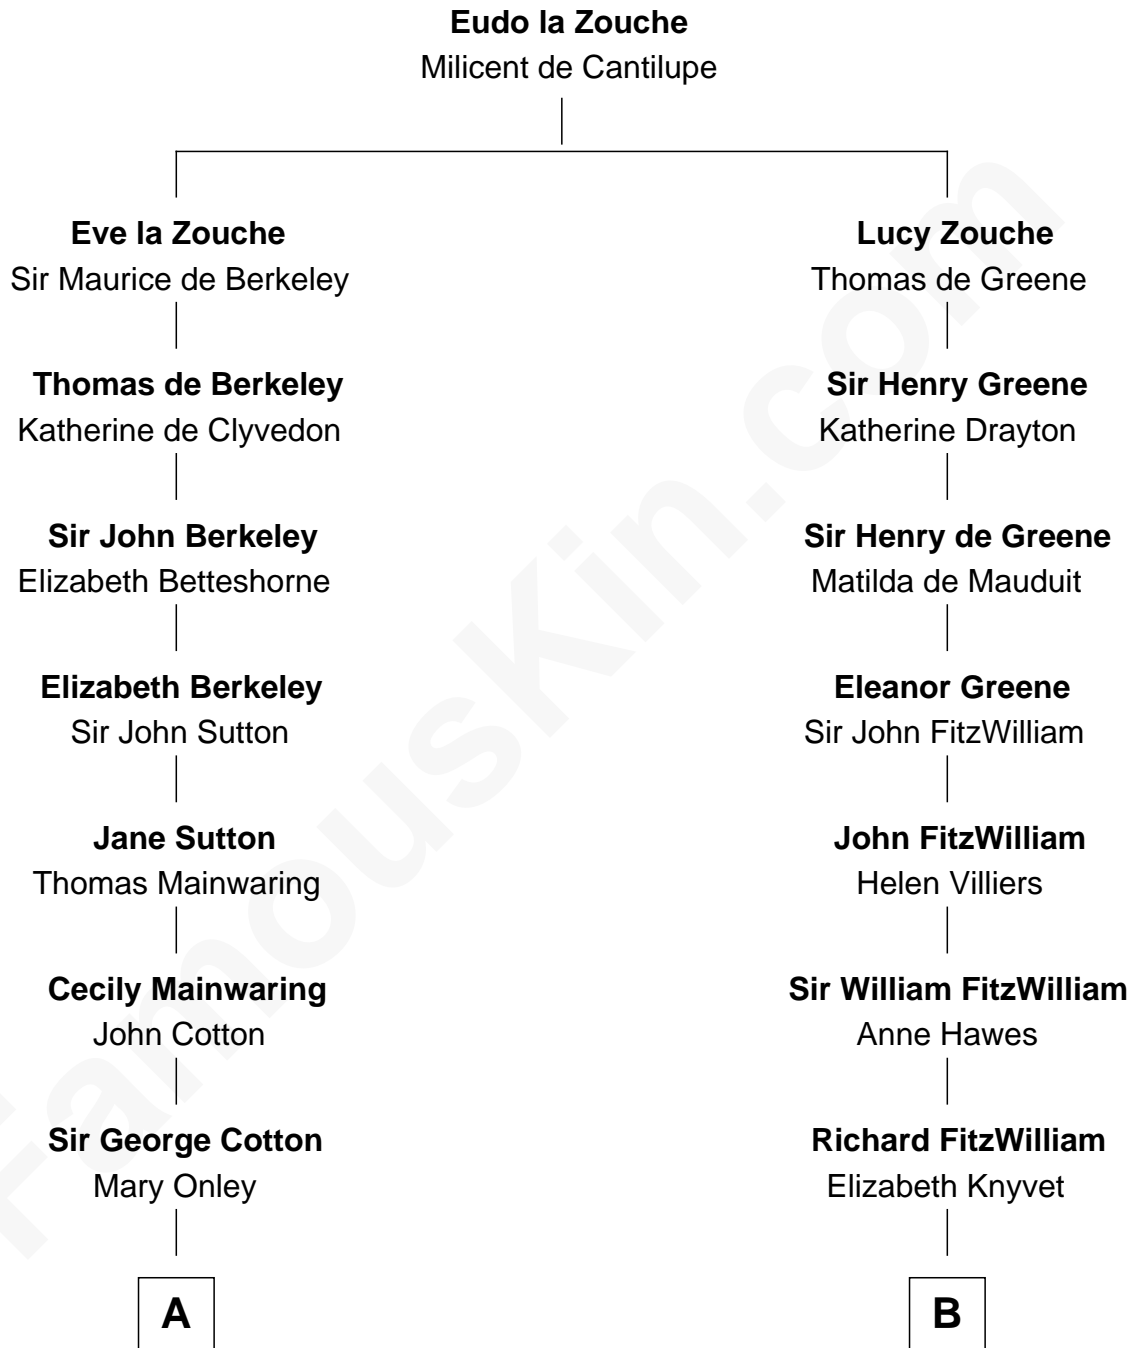 Eudo la Zouche
Milicent de Cantilupe
Eve la Zouche
Sir Maurice de Berkeley
Lucy Zouche
Thomas de Greene
Thomas de Berkeley
Katherine de Clyvedon
Sir Henry Greene
Katherine Drayton
Sir John Berkeley
Elizabeth Betteshorne
Sir Henry de Greene
Matilda de Mauduit
Elizabeth Berkeley
Sir John Sutton
Eleanor Greene
Sir John FitzWilliam
Jane Sutton
Thomas Mainwaring
John FitzWilliam
Helen Villiers
Cecily Mainwaring
John Cotton
Sir William FitzWilliam
Anne Hawes
Sir George Cotton
Mary Onley
Richard FitzWilliam
Elizabeth Knyvet
A
B
FamousKin.com